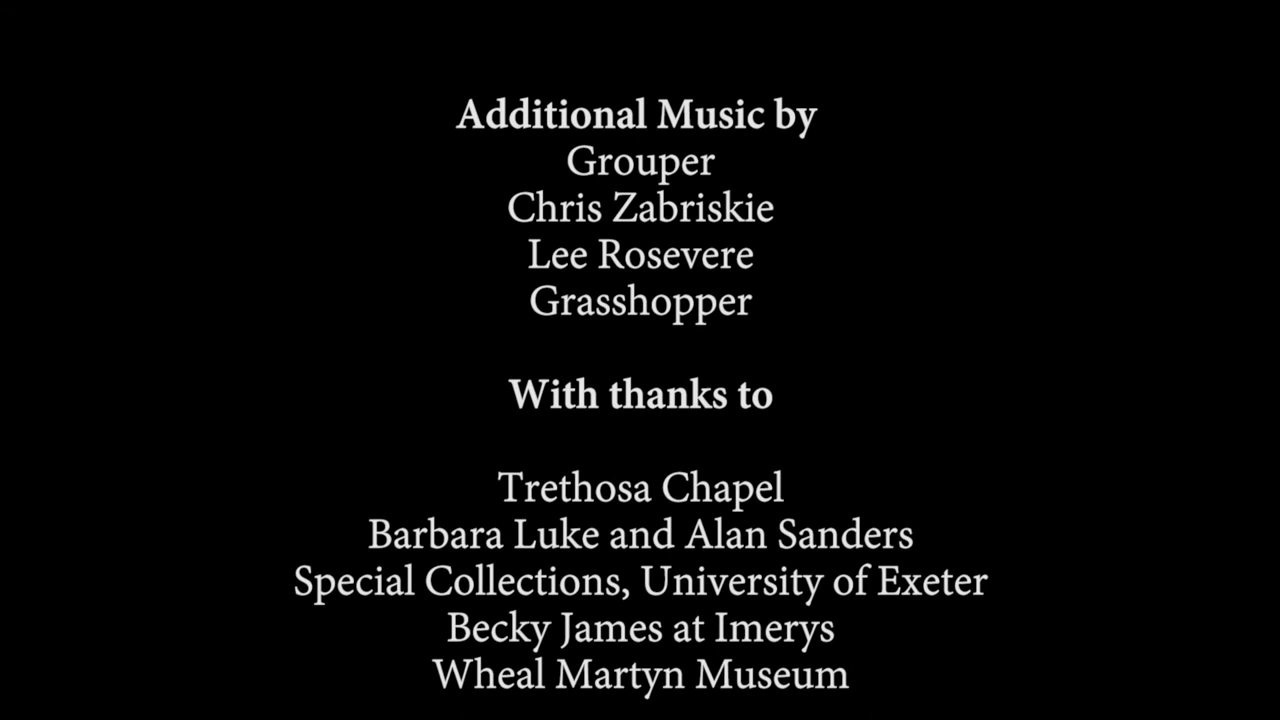 Additional Music by
Grouper
Chris Zabriskie
Lee Rosevere
Grasshopper
With thanks to
Trethosa Chapel
Barbara Luke and Alan Sanders
Special Collections, University of Exeter
Becky James at Imerys
Wheal Martyn Museum